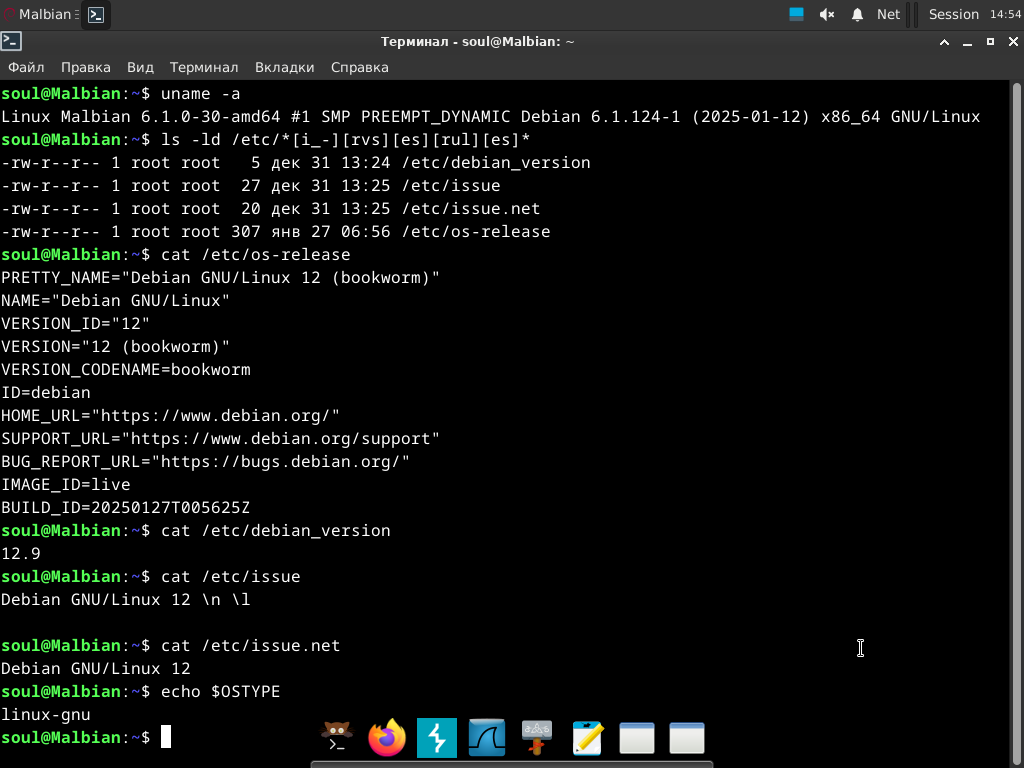 Malbian
Net
Session
14:54
Терминал - soul@Malbian: ~
Файл Правка Вид Терминал Вкладки Справка
soul@Malbian:~$ uname -a
Linux Malbian 6.1.0-30-amd64 #1 SMP PREEMPT_DYNAMIC Debian 6.1.124-1 (2025-01-12) x86_64 GNU/Linux
soul@Malbian:~$ ls -ld /etc/*[i_-][rvs][es][rul][es]*
-rw-r--r-- 1 root root   5 дек 31 13:24 /etc/debian_version
-rw-r--r-- 1 root root  27 дек 31 13:25 /etc/issue
-rw-r--r-- 1 root root  20 дек 31 13:25 /etc/issue.net
-rw-r--r-- 1 root root 307 янв 27 06:56 /etc/os-release
soul@Malbian:~$ cat /etc/os-release
PRETTY_NAME="Debian GNU/Linux 12 (bookworm)"
NAME="Debian GNU/Linux"
VERSION_ID="12"
VERSION="12 (bookworm)"
VERSION_CODENAME=bookworm
ID=debian
HOME_URL="https://www.debian.org/"
SUPPORT_URL="https://www.debian.org/support"
BUG_REPORT_URL="https://bugs.debian.org/"
IMAGE_ID=live
BUILD_ID=20250127T005625Z
soul@Malbian:~$ cat /etc/debian_version
12.9
soul@Malbian:~$ cat /etc/issue
Debian GNU/Linux 12 \n \l
soul@Malbian:~$ cat /etc/issue.net
Debian GNU/Linux 12
soul@Malbian:~$ echo $OSTYPE
linux-gnu
soul@Malbian:~$